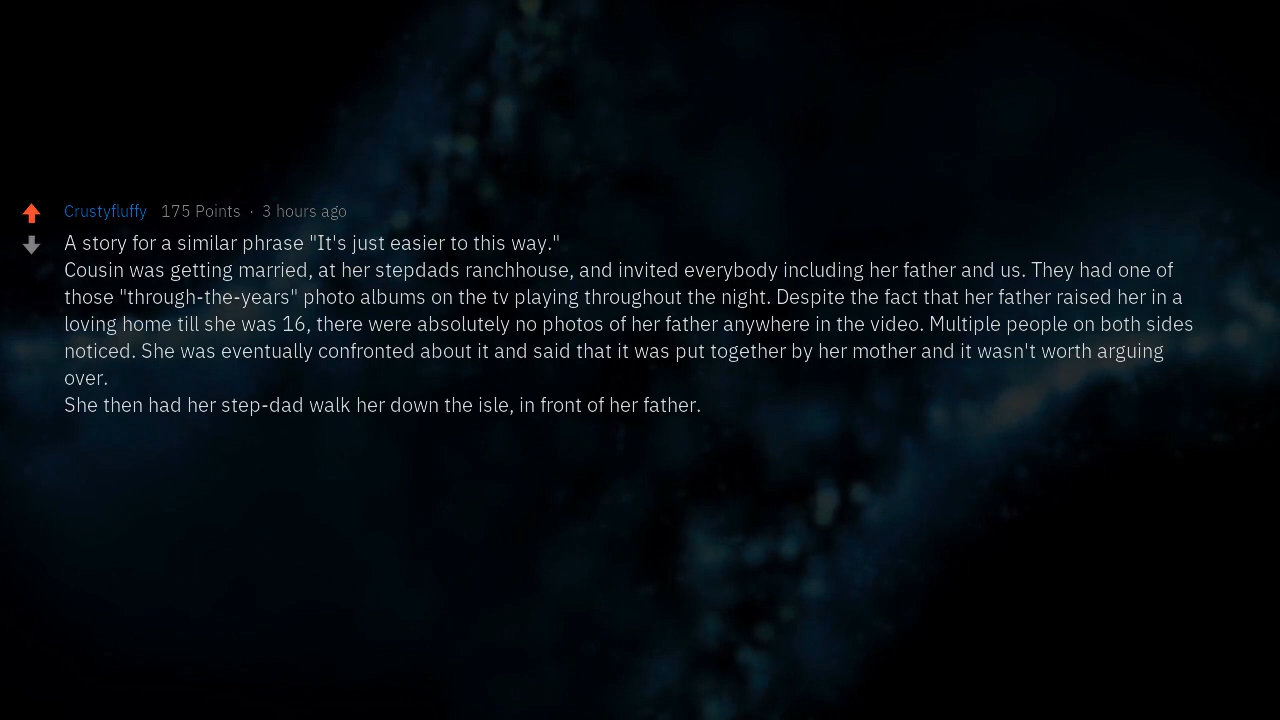 Crustyfluffy 175 Points · 3 hours ago
A story for a similar phrase "It's just easier to this way."
Cousin was getting married, at her stepdads ranchhouse, and invited everybody including her father and us. They had one of
those "through-the-years" photo albums on the tv playing throughout the night. Despite the fact that her father raised her in a
loving home till she was 16, there were absolutely no photos of her father anywhere in the video. Multiple people on both sides
noticed. She was eventually confronted about it and said that it was put together by her mother and it wasn't worth arguing
over.
She then had her step-dad walk her down the isle, in front of her father.